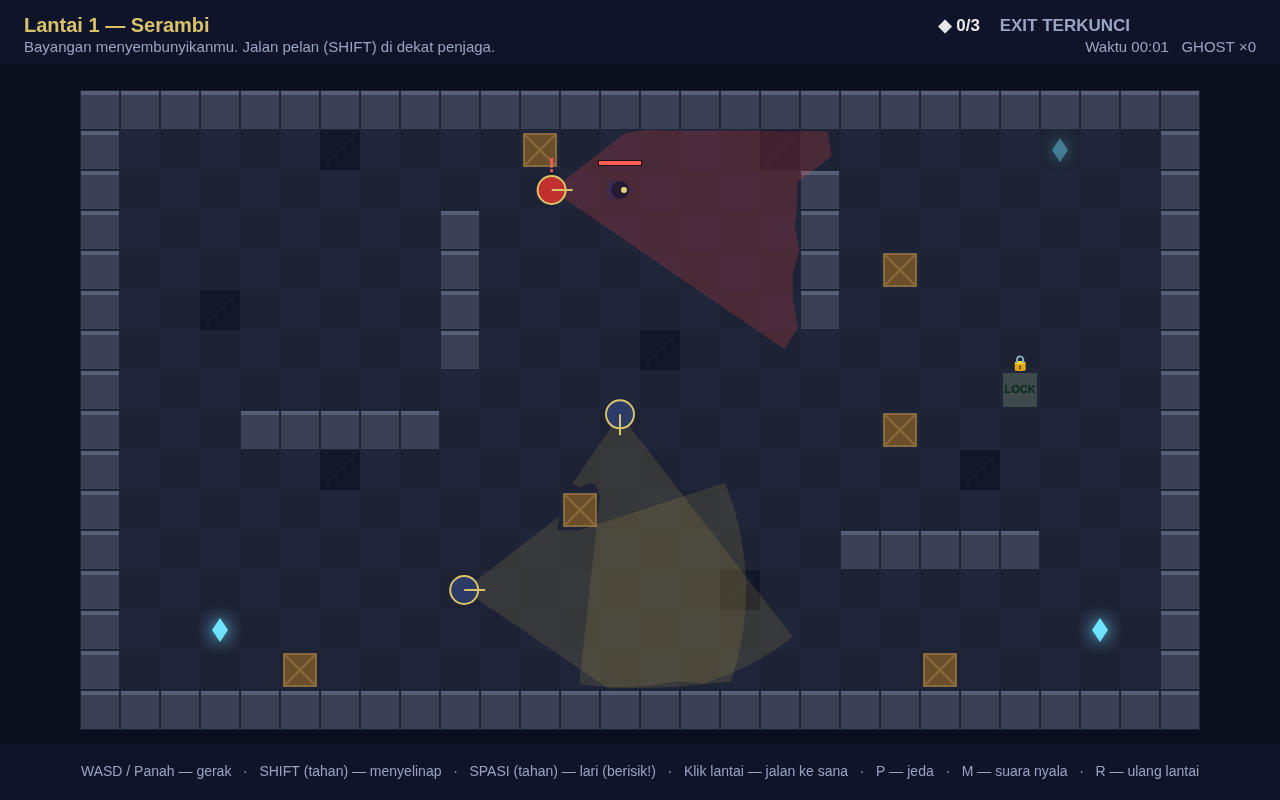 Lantai 1 — Serambi
◆ 0/3 EXIT TERKUNCI
Bayangan menyembunyikanmu. Jalan pelan (SHIFT) di dekat penjaga.
Waktu 00:01 GHOST ×0
!
LOCK
WASD / Panah — gerak · SHIFT (tahan) — menyelinap · SPASI (tahan) — lari (berisik!) · Klik lantai — jalan ke sana · P — jeda · M — suara nyala · R — ulang lantai